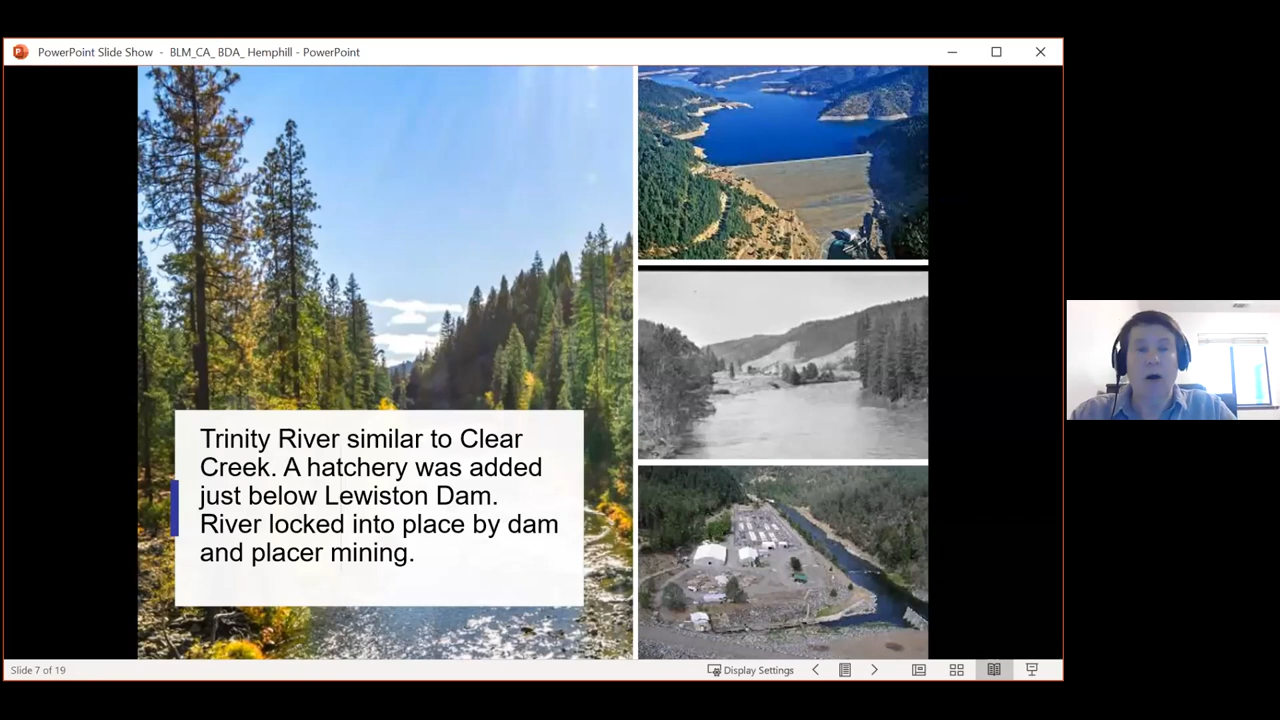 PowerPoint Slide Show - BLM_CA_ BDA_ Hemphill - PowerPoint
Trinity River similar to Clear
Creek. A hatchery was added
just below Lewiston Dam.
River locked into place by dam
and placer mining.
Slide 7 of 19
Display Settings